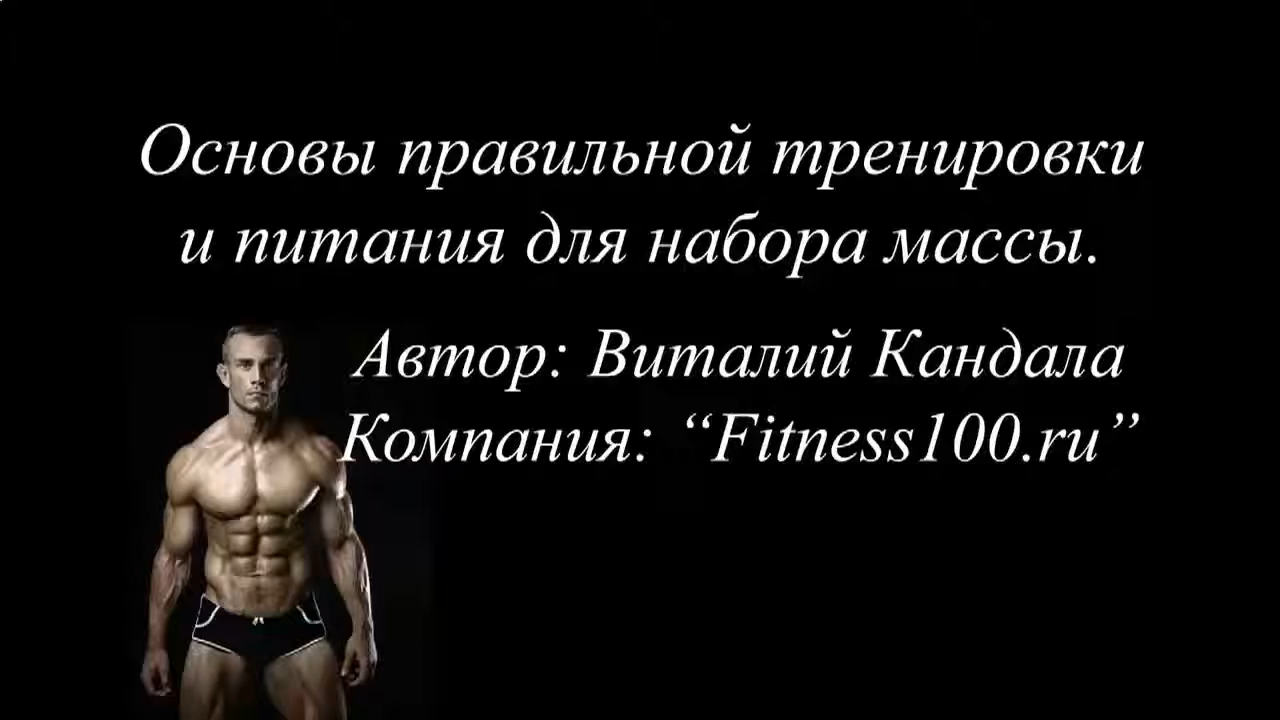 Основы правильной тренировки
и питания для набора массы.
Автор: Виталий Кандала
Компания: “Fitness100.ru”